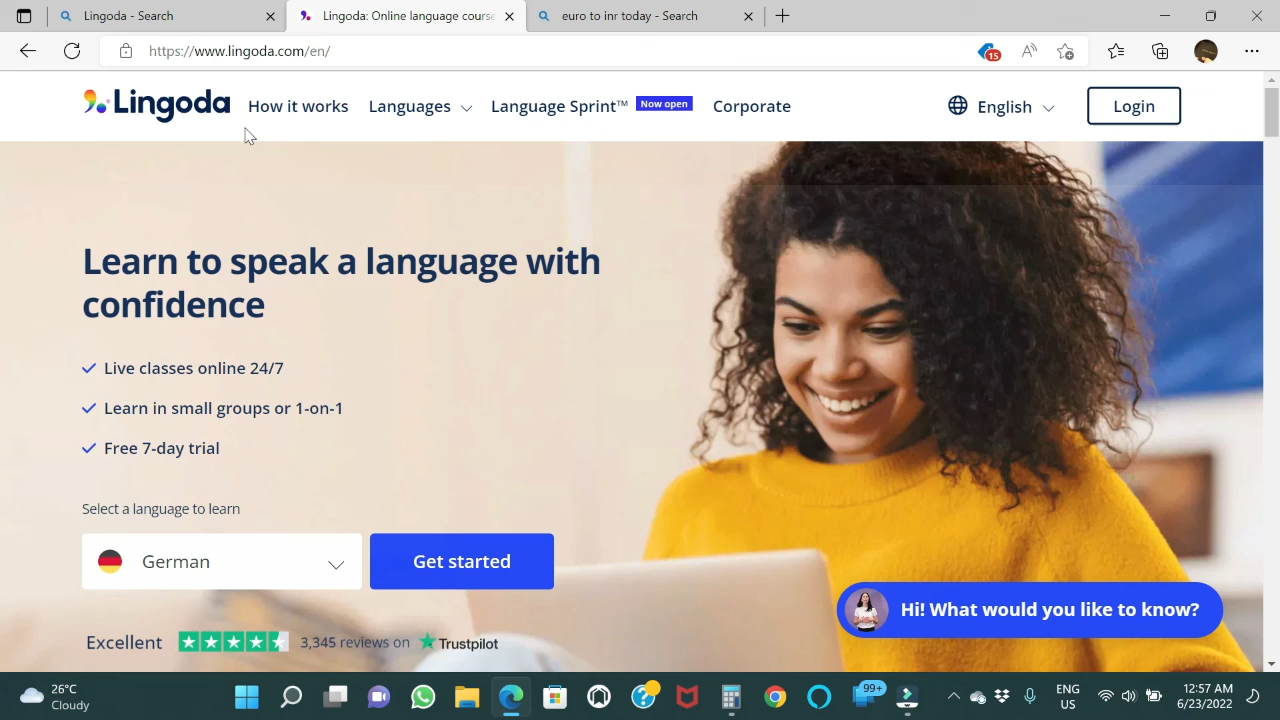 Lingoda - Search
Lingoda: Online language course
euro to inr today - Search
https://www.lingoda.com/en/
15
Lingoda
How it works
Languages
Language Sprint™
Now open
Corporate
English
Login
Learn to speak a language with
confidence
Live classes online 24/7
Learn in small groups or 1-on-1
Free 7-day trial
Select a language to learn
German
Get started
Hi! What would you like to know?
Excellent
3,345 reviews on
Trustpilot
26°C
Cloudy
99+
ENG
US
12:57 AM
6/23/2022